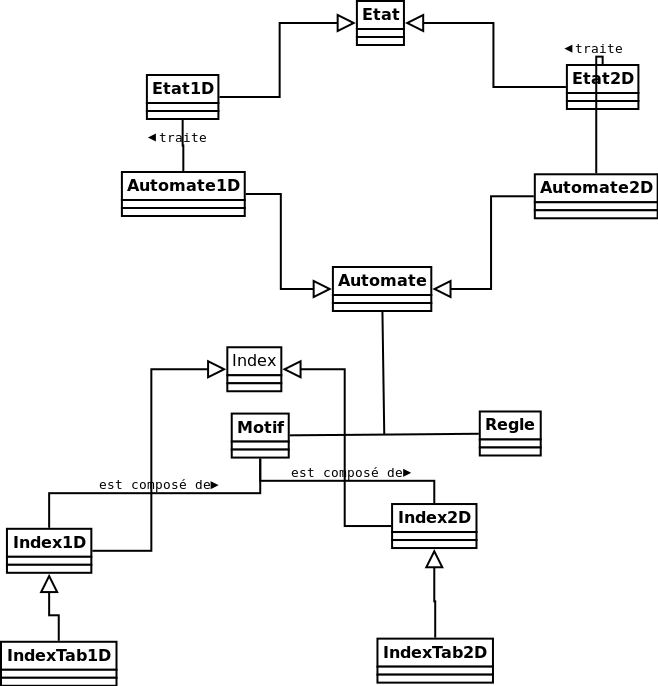 Etat
◄traite
Etat1D
Etat2D
◄traite
Automate1D
Automate2D
Automate
Index
Motif
Regle
est composé de►
est composé de►
Index1D
Index2D
IndexTab1D
IndexTab2D